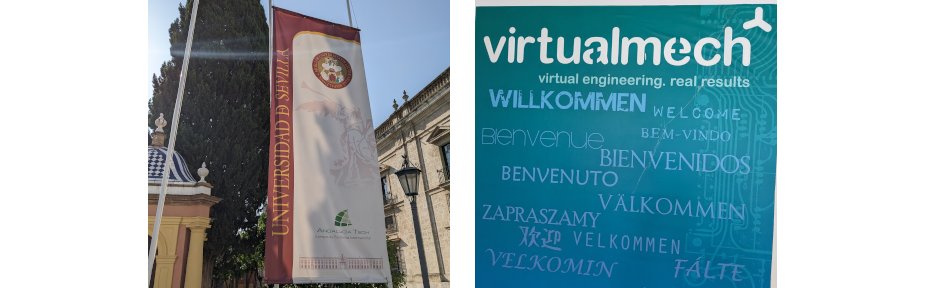 UNIVERSIDAD Ð SEVILLA
ANDALUCÍA TECH
virtualmech
virtual engineering. real results
WILLKOMMEN
WELCOME
Bienvenue
BEM-VINDO
BIENVENIDOS
BENVENUTO
VÄLKOMMEN
ZAPRASZAMY
欢迎
VELKOMMEN
VELKOMIN
FÁLTE